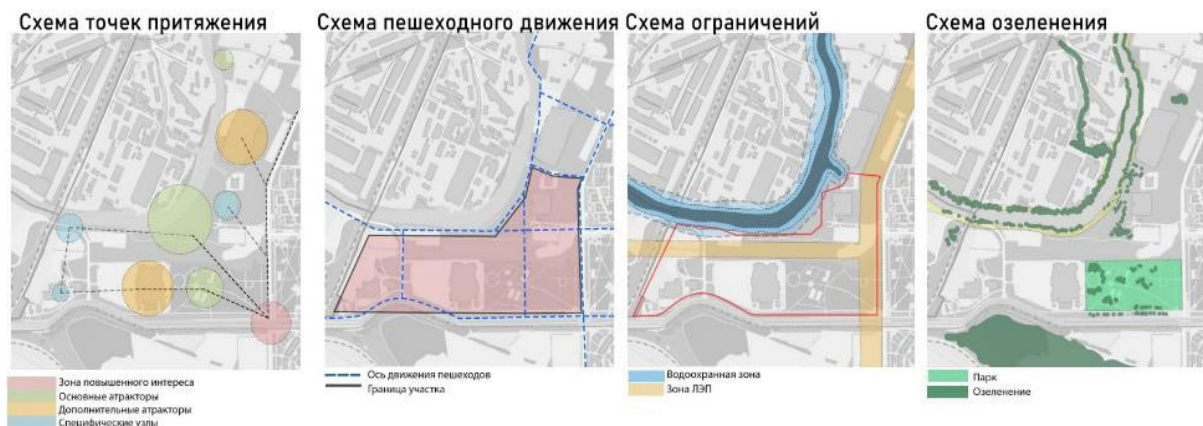 Схема точек притяжения
Схема пешеходного движения
Схема ограничений
Схема озеленения
Зона повышенного интереса
Основные атракторы
Дополнительные атракторы
Специфические узлы
Ось движения пешеходов
Граница участка
Водоохранная зона
Зона ЛЭП
Парк
Озеленение